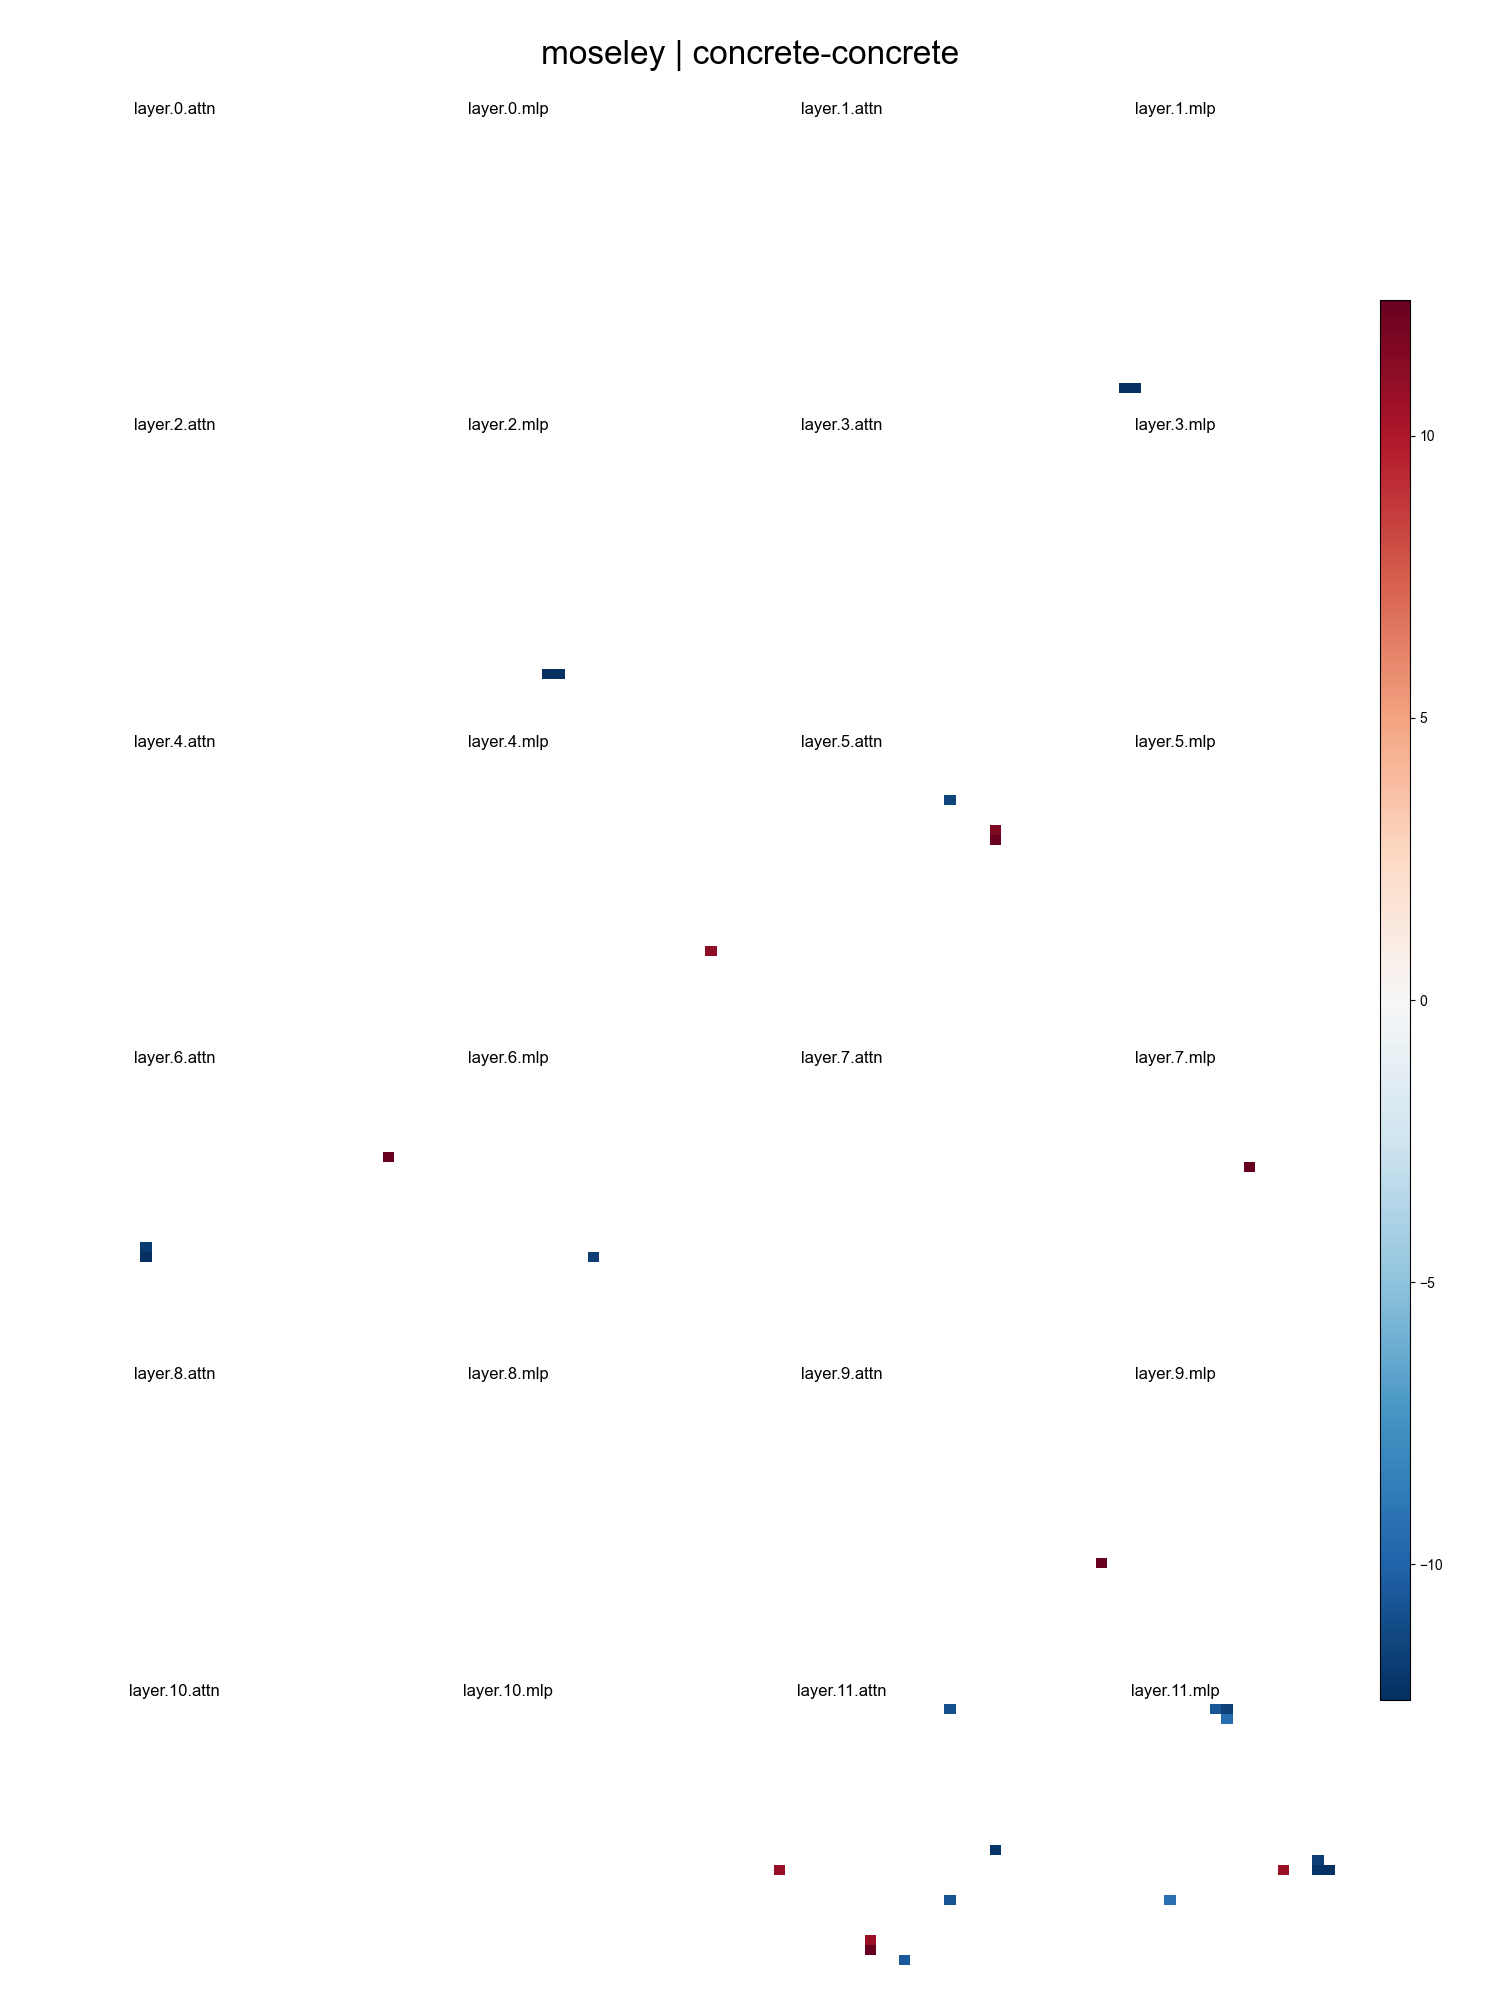 moseley | concrete-concrete
layer.0.attn
layer.0.mlp
layer.1.attn
layer.1.mlp
layer.2.attn
layer.2.mlp
layer.3.attn
layer.3.mlp
layer.4.attn
layer.4.mlp
layer.5.attn
layer.5.mlp
layer.6.attn
layer.6.mlp
layer.7.attn
layer.7.mlp
layer.8.attn
layer.8.mlp
layer.9.attn
layer.9.mlp
layer.10.attn
layer.10.mlp
layer.11.attn
layer.11.mlp
10
5
0
−5
−10